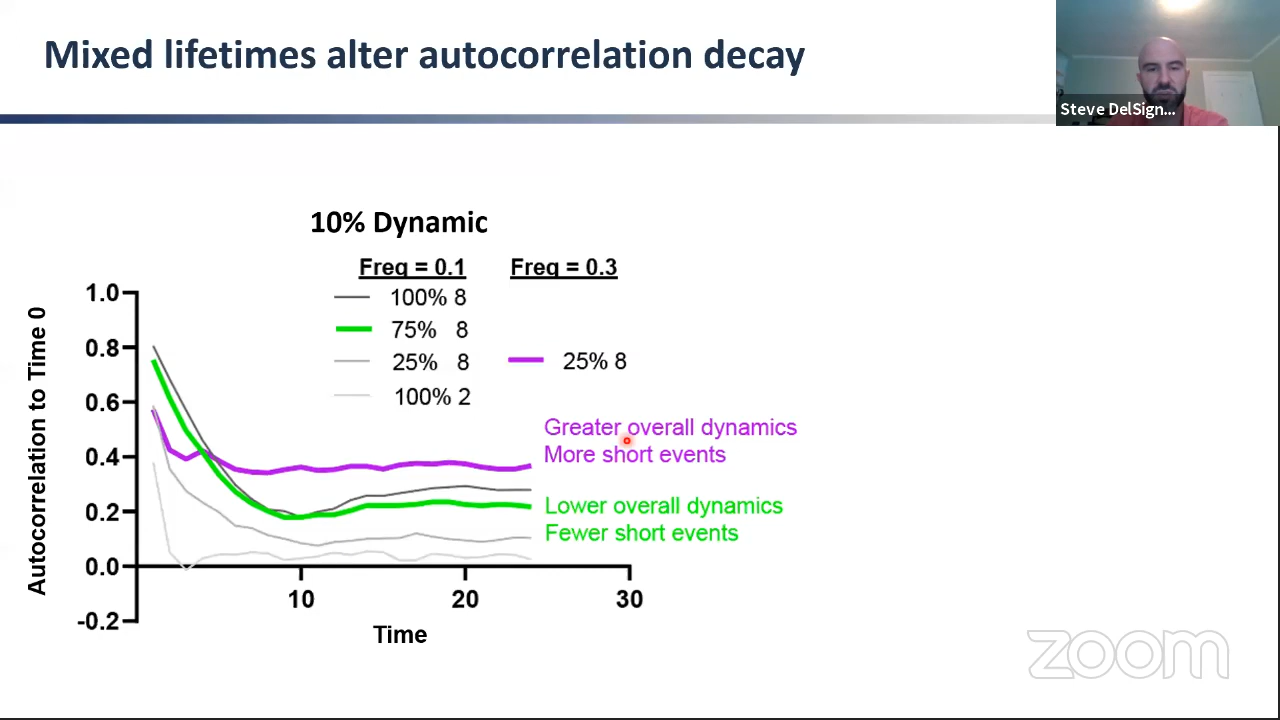 Mixed lifetimes alter autocorrelation decay
Steve DelSign...
10% Dynamic
Freq = 0.1
Freq = 0.3
100% 8
75% 8
25% 8
25% 8
100% 2
Greater overall dynamics
More short events
Lower overall dynamics
Fewer short events
Autocorrelation to Time 0
1.0
0.8
0.6
0.4
0.2
0.0
-0.2
10
20
30
Time
zoom